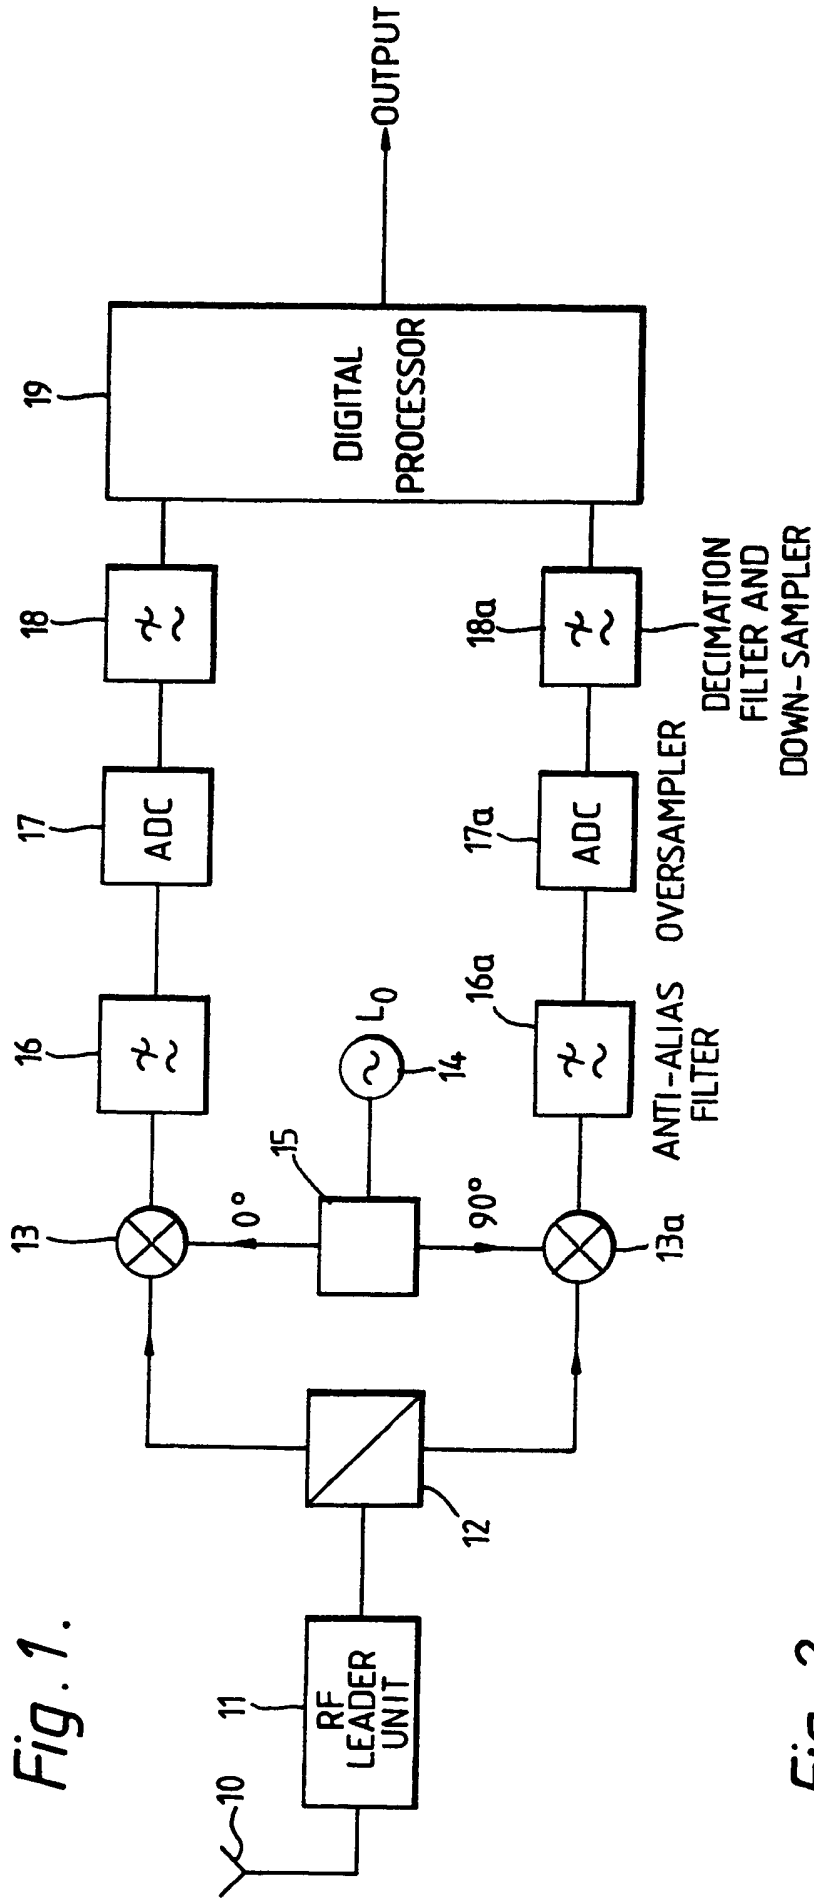 Fig. 1.
10
11
RF
LEADER
UNIT
12
13
0°
15
14
L0
90°
13a
16
16a
ANTI-ALIAS
FILTER
17
ADC
17a
ADC
OVERSAMPLER
18
18a
DECIMATION
FILTER AND
DOWN-SAMPLER
19
DIGITAL
PROCESSOR
OUTPUT